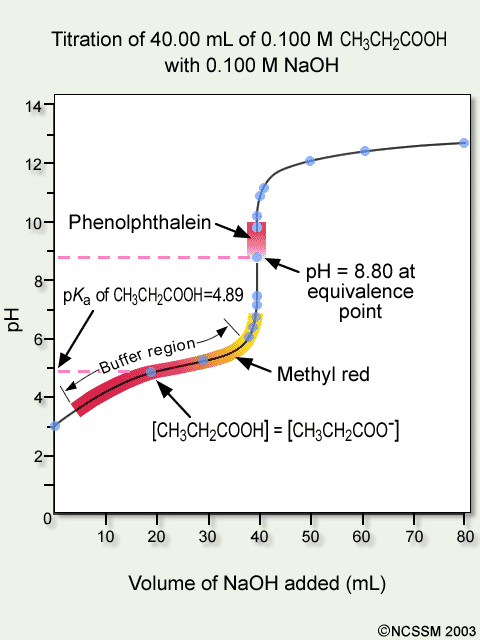 Titration of 40.00 mL of 0.100 M CH₃CH₂COOH
with 0.100 M NaOH
pH
14
12
10
8
6
4
2
0
Phenolphthalein
pH = 8.80 at
equivalence
point
pKₐ of CH₃CH₂COOH=4.89
Buffer region
Methyl red
[CH₃CH₂COOH] = [CH₃CH₂COO⁻]
10 20 30 40 50 60 70 80
Volume of NaOH added (mL)
©NCSSM 2003